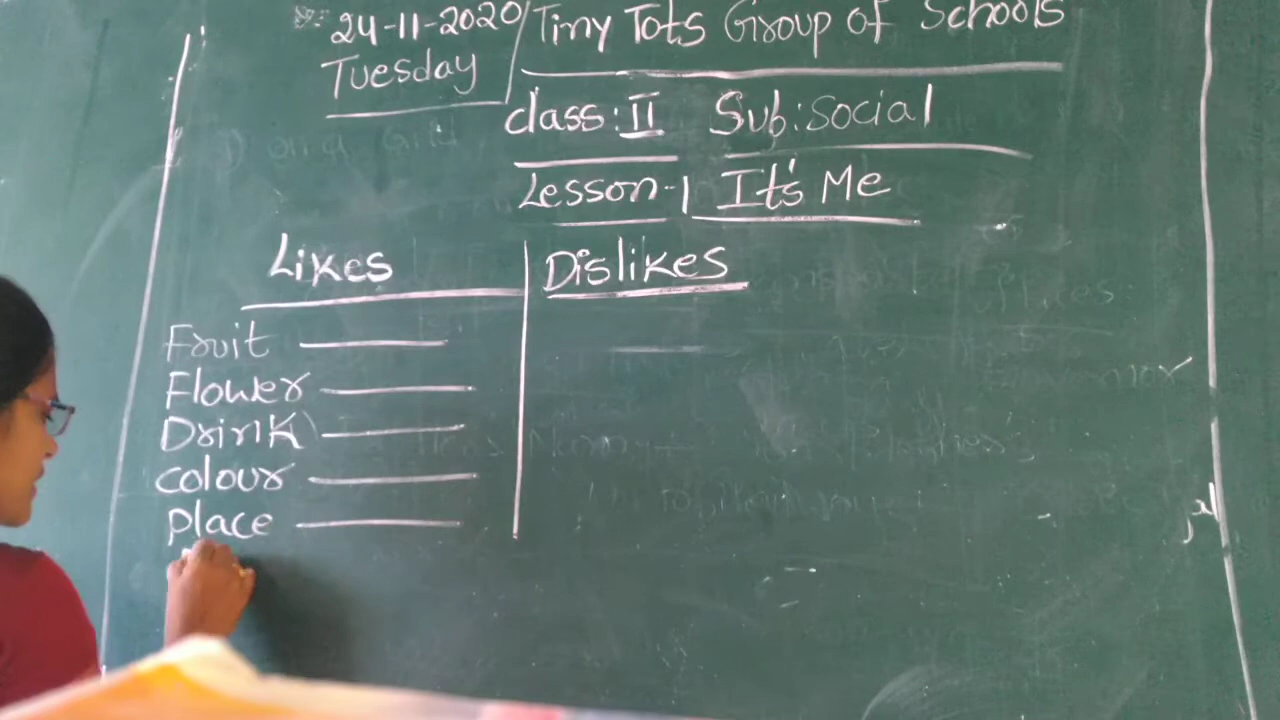 24-11-2020 Tiny Tots Group of Schools
Tuesday
class: II Sub: Social
Lesson-1 It's Me
Likes Dislikes
Fruit
Flower
Drink
colour
place